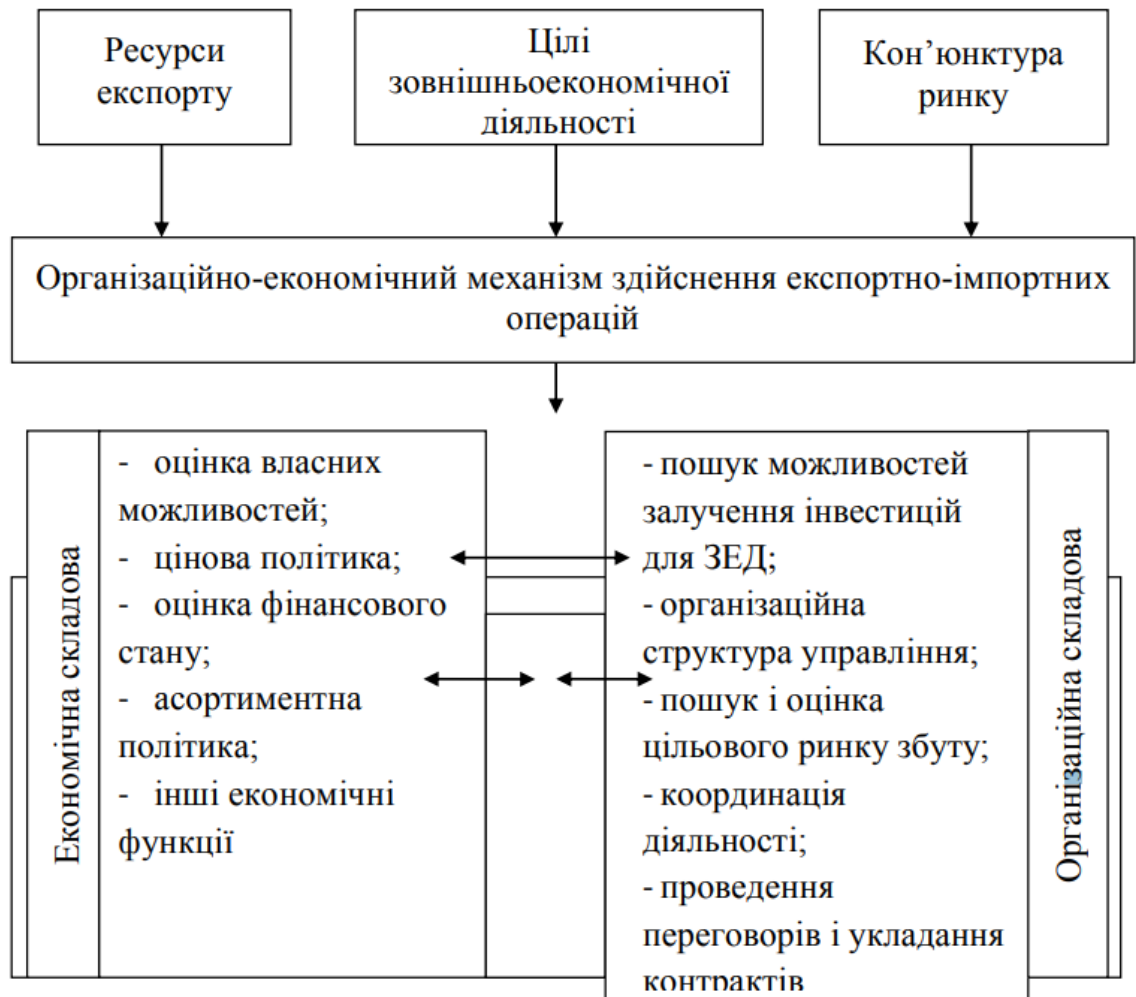 Ресурси
експорту
Цілі
зовнішньоекономічної
діяльності
Кон’юнктура
ринку
Організаційно-економічний механізм здійснення експортно-імпортних
операцій
Економічна складова
- оцінка власних
можливостей;
- цінова політика;
- оцінка фінансового
стану;
- асортиментна
політика;
- інші економічні
функції
- пошук можливостей
залучення інвестицій
для ЗЕД;
- організаційна
структура управління;
- пошук і оцінка
цільового ринку збуту;
- координація
діяльності;
- проведення
переговорів і укладання
контрактів
Організаційна складова